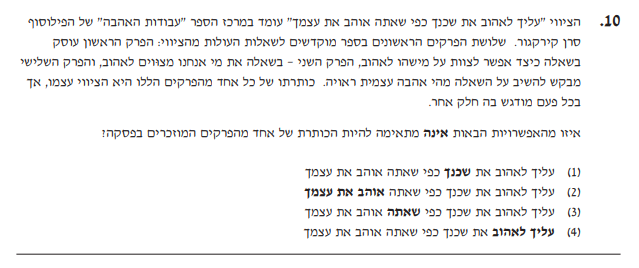 10. הציווי "עליך לאהוב את שכנך כפי שאתה אוהב את עצמך" עומד במרכז הספר "עבודות האהבה" של הפילוסוף
סרן קירקגור. שלושת הפרקים הראשונים בספר מוקדשים לשאלות העולות מהציווי: הפרק הראשון עוסק
בשאלה כיצד אפשר לצוות על מישהו לאהוב, הפרק השני – בשאלה את מי אנחנו מצוּוים לאהוב, והפרק השלישי
מבקש להשיב על השאלה מהי אהבה עצמית ראויה. כותרתו של כל אחד מהפרקים הללו היא הציווי עצמו, אך
בכל פעם מודגש בה חלק אחר.
איזו מהאפשרויות הבאות אינה מתאימה להיות הכותרת של אחד מהפרקים המוזכרים בפסקה?
(1) עליך לאהוב את שכנך כפי שאתה אוהב את עצמך
(2) עליך לאהוב את שכנך כפי שאתה אוהב את עצמך
(3) עליך לאהוב את שכנך כפי שאתה אוהב את עצמך
(4) עליך לאהוב את שכנך כפי שאתה אוהב את עצמך